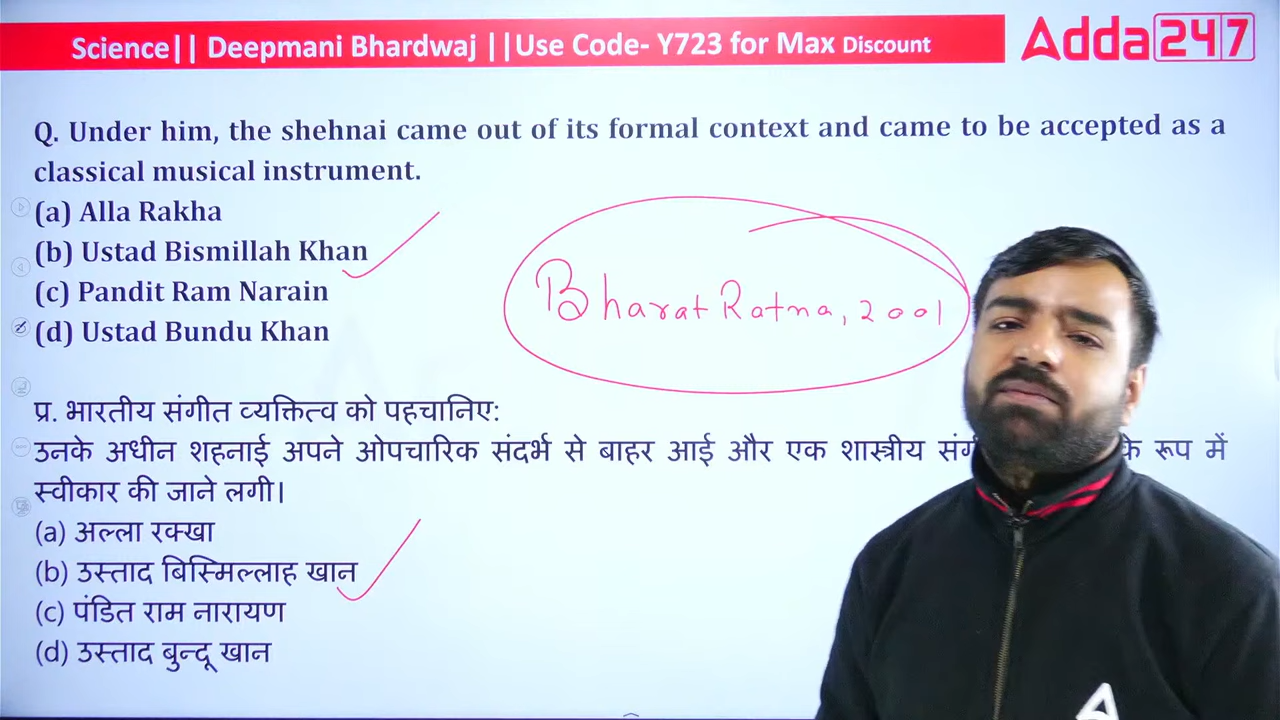 Science|| Deepmani Bhardwaj ||Use Code- Y723 for Max Discount
Adda247
Q. Under him, the shehnai came out of its formal context and came to be accepted as a
classical musical instrument.
(a) Alla Rakha
(b) Ustad Bismillah Khan
(c) Pandit Ram Narain
(d) Ustad Bundu Khan
Bharat Ratna, 2001
प्र. भारतीय संगीत व्यक्तित्व को पहचानिए:
उनके अधीन शहनाई अपने ओपचारिक संदर्भ से बाहर आई और एक शास्त्रीय के रूप में
स्वीकार की जाने लगी।
(a) अल्ला रक्खा
(b) उस्ताद बिस्मिल्लाह खान
(c) पंडित राम नारायण
(d) उस्ताद बुन्दू खान